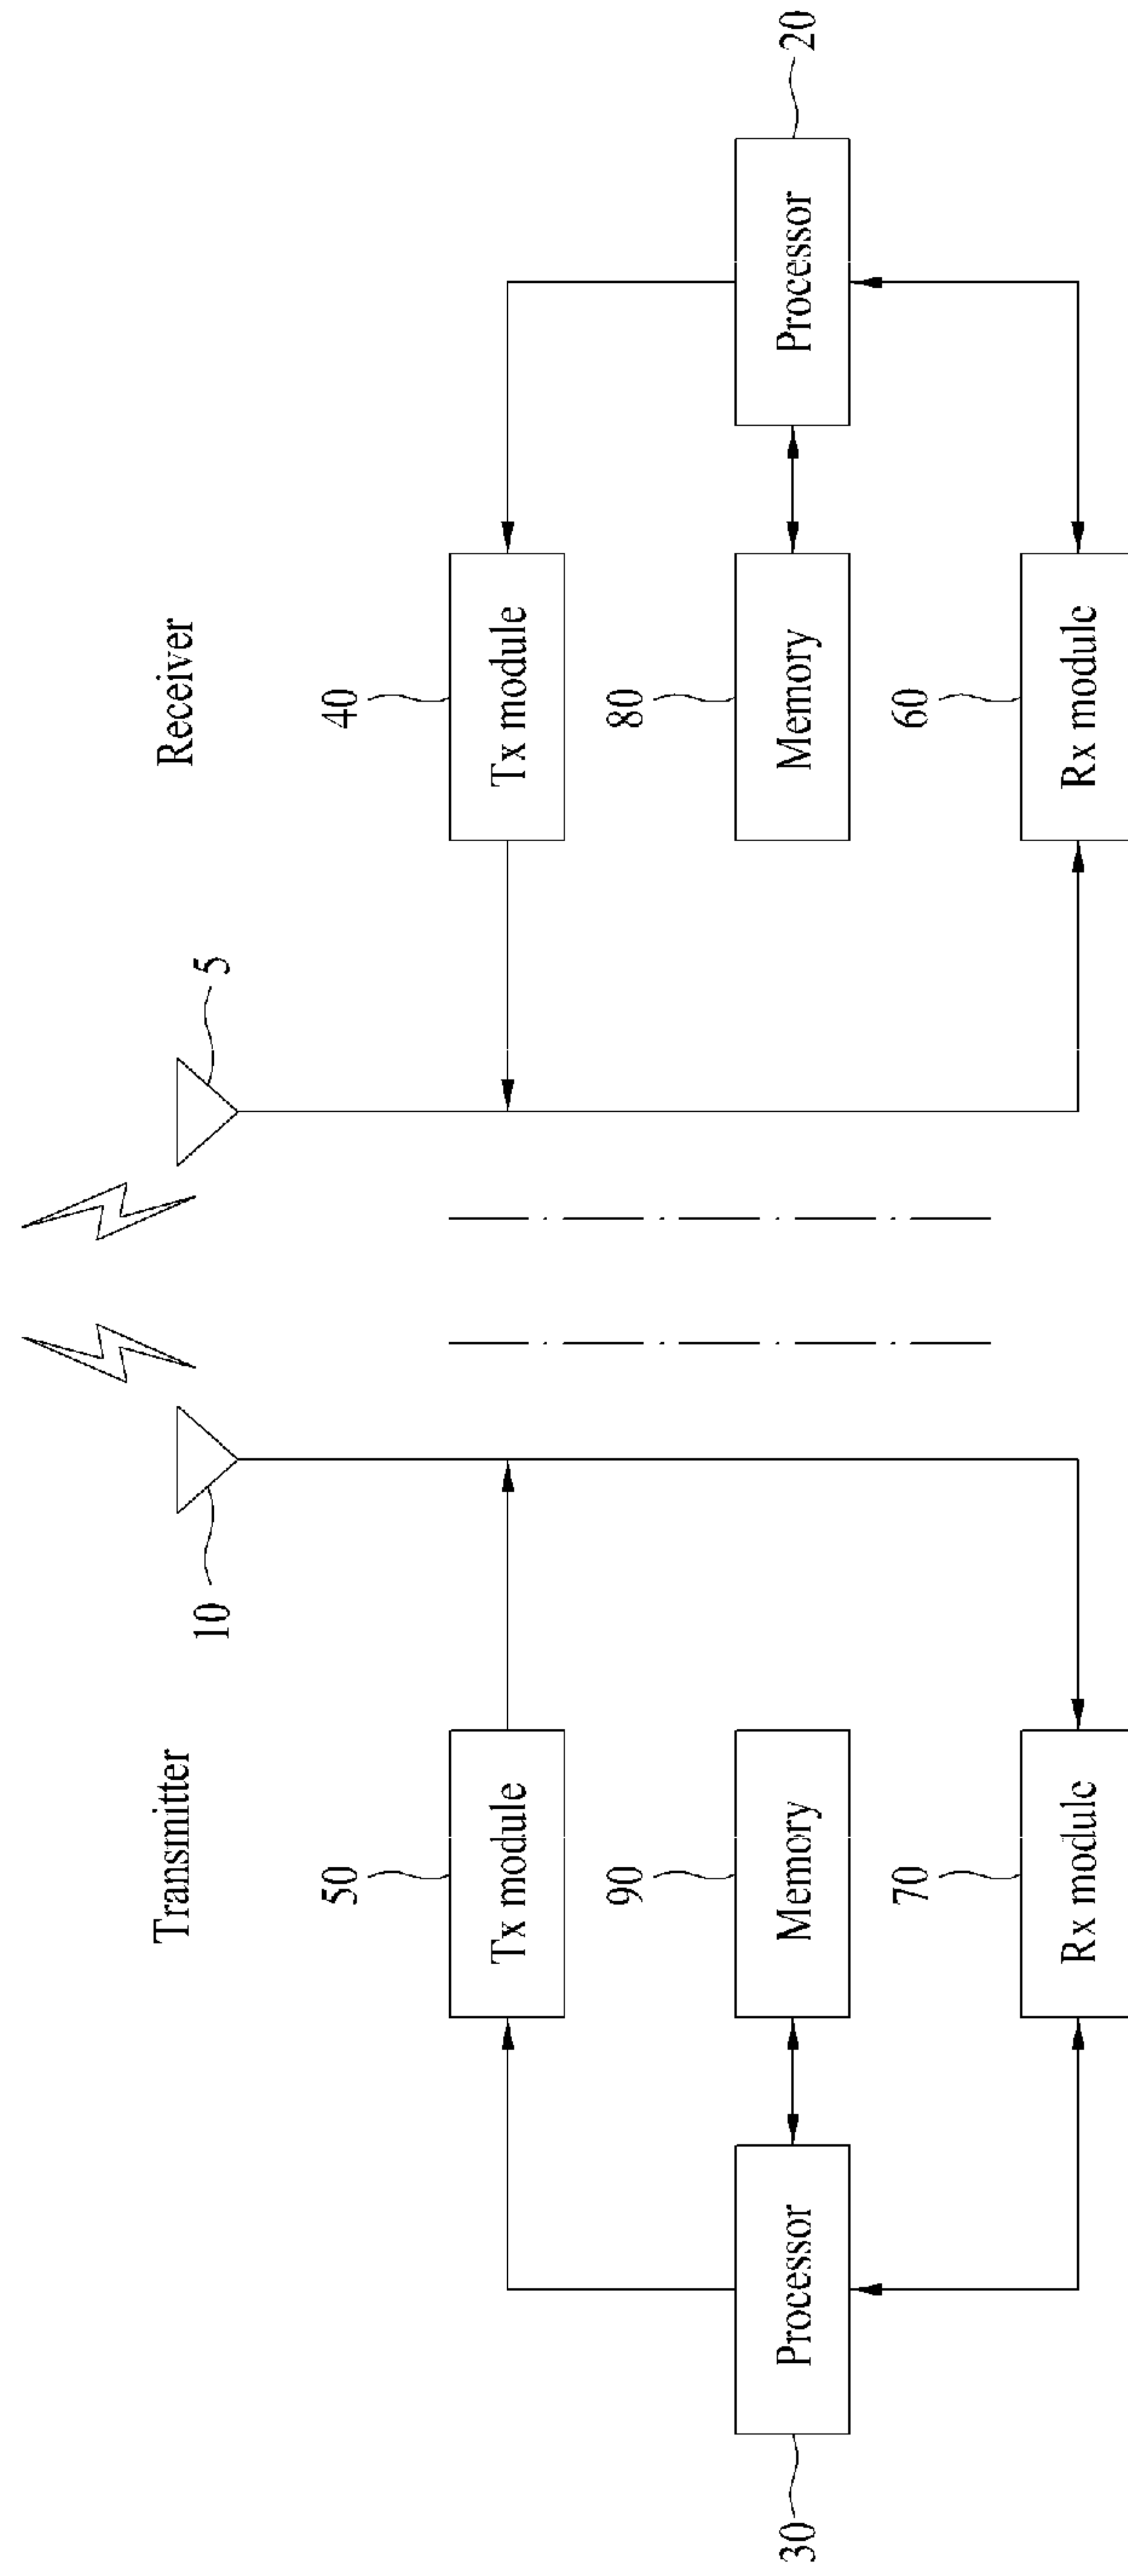 Transmitter
Receiver
10
5
50
Tx module
40
Tx module
30
Processor
90
Memory
80
Memory
Processor
20
70
Rx module
60
Rx module